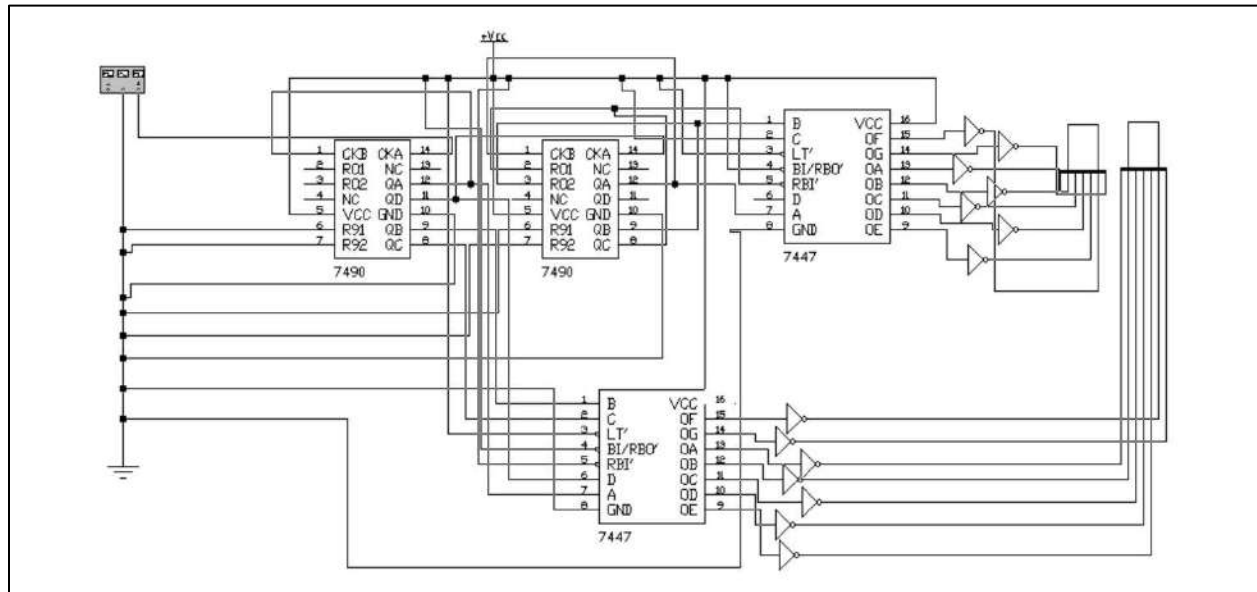 +Vcc
1 CKB CKA 14
2 R01 NC 13
3 R02 QA 12
4 NC QD 11
5 VCC GND 10
6 R91 QB 9
7 R92 QC 8
7490
1 CKB CKA 14
2 R01 NC 13
3 R02 QA 12
4 NC QD 11
5 VCC GND 10
6 R91 QB 9
7 R92 QC 8
7490
1 B VCC 16
2 C OF 15
3 LT' OG 14
4 BI/RBO' OA 13
5 RBI' OB 12
6 D OC 11
7 A OD 10
8 GND OE 9
7447
1 B VCC 16
2 C OF 15
3 LT' OG 14
4 BI/RBO' OA 13
5 RBI' OB 12
6 D OC 11
7 A OD 10
8 GND OE 9
7447